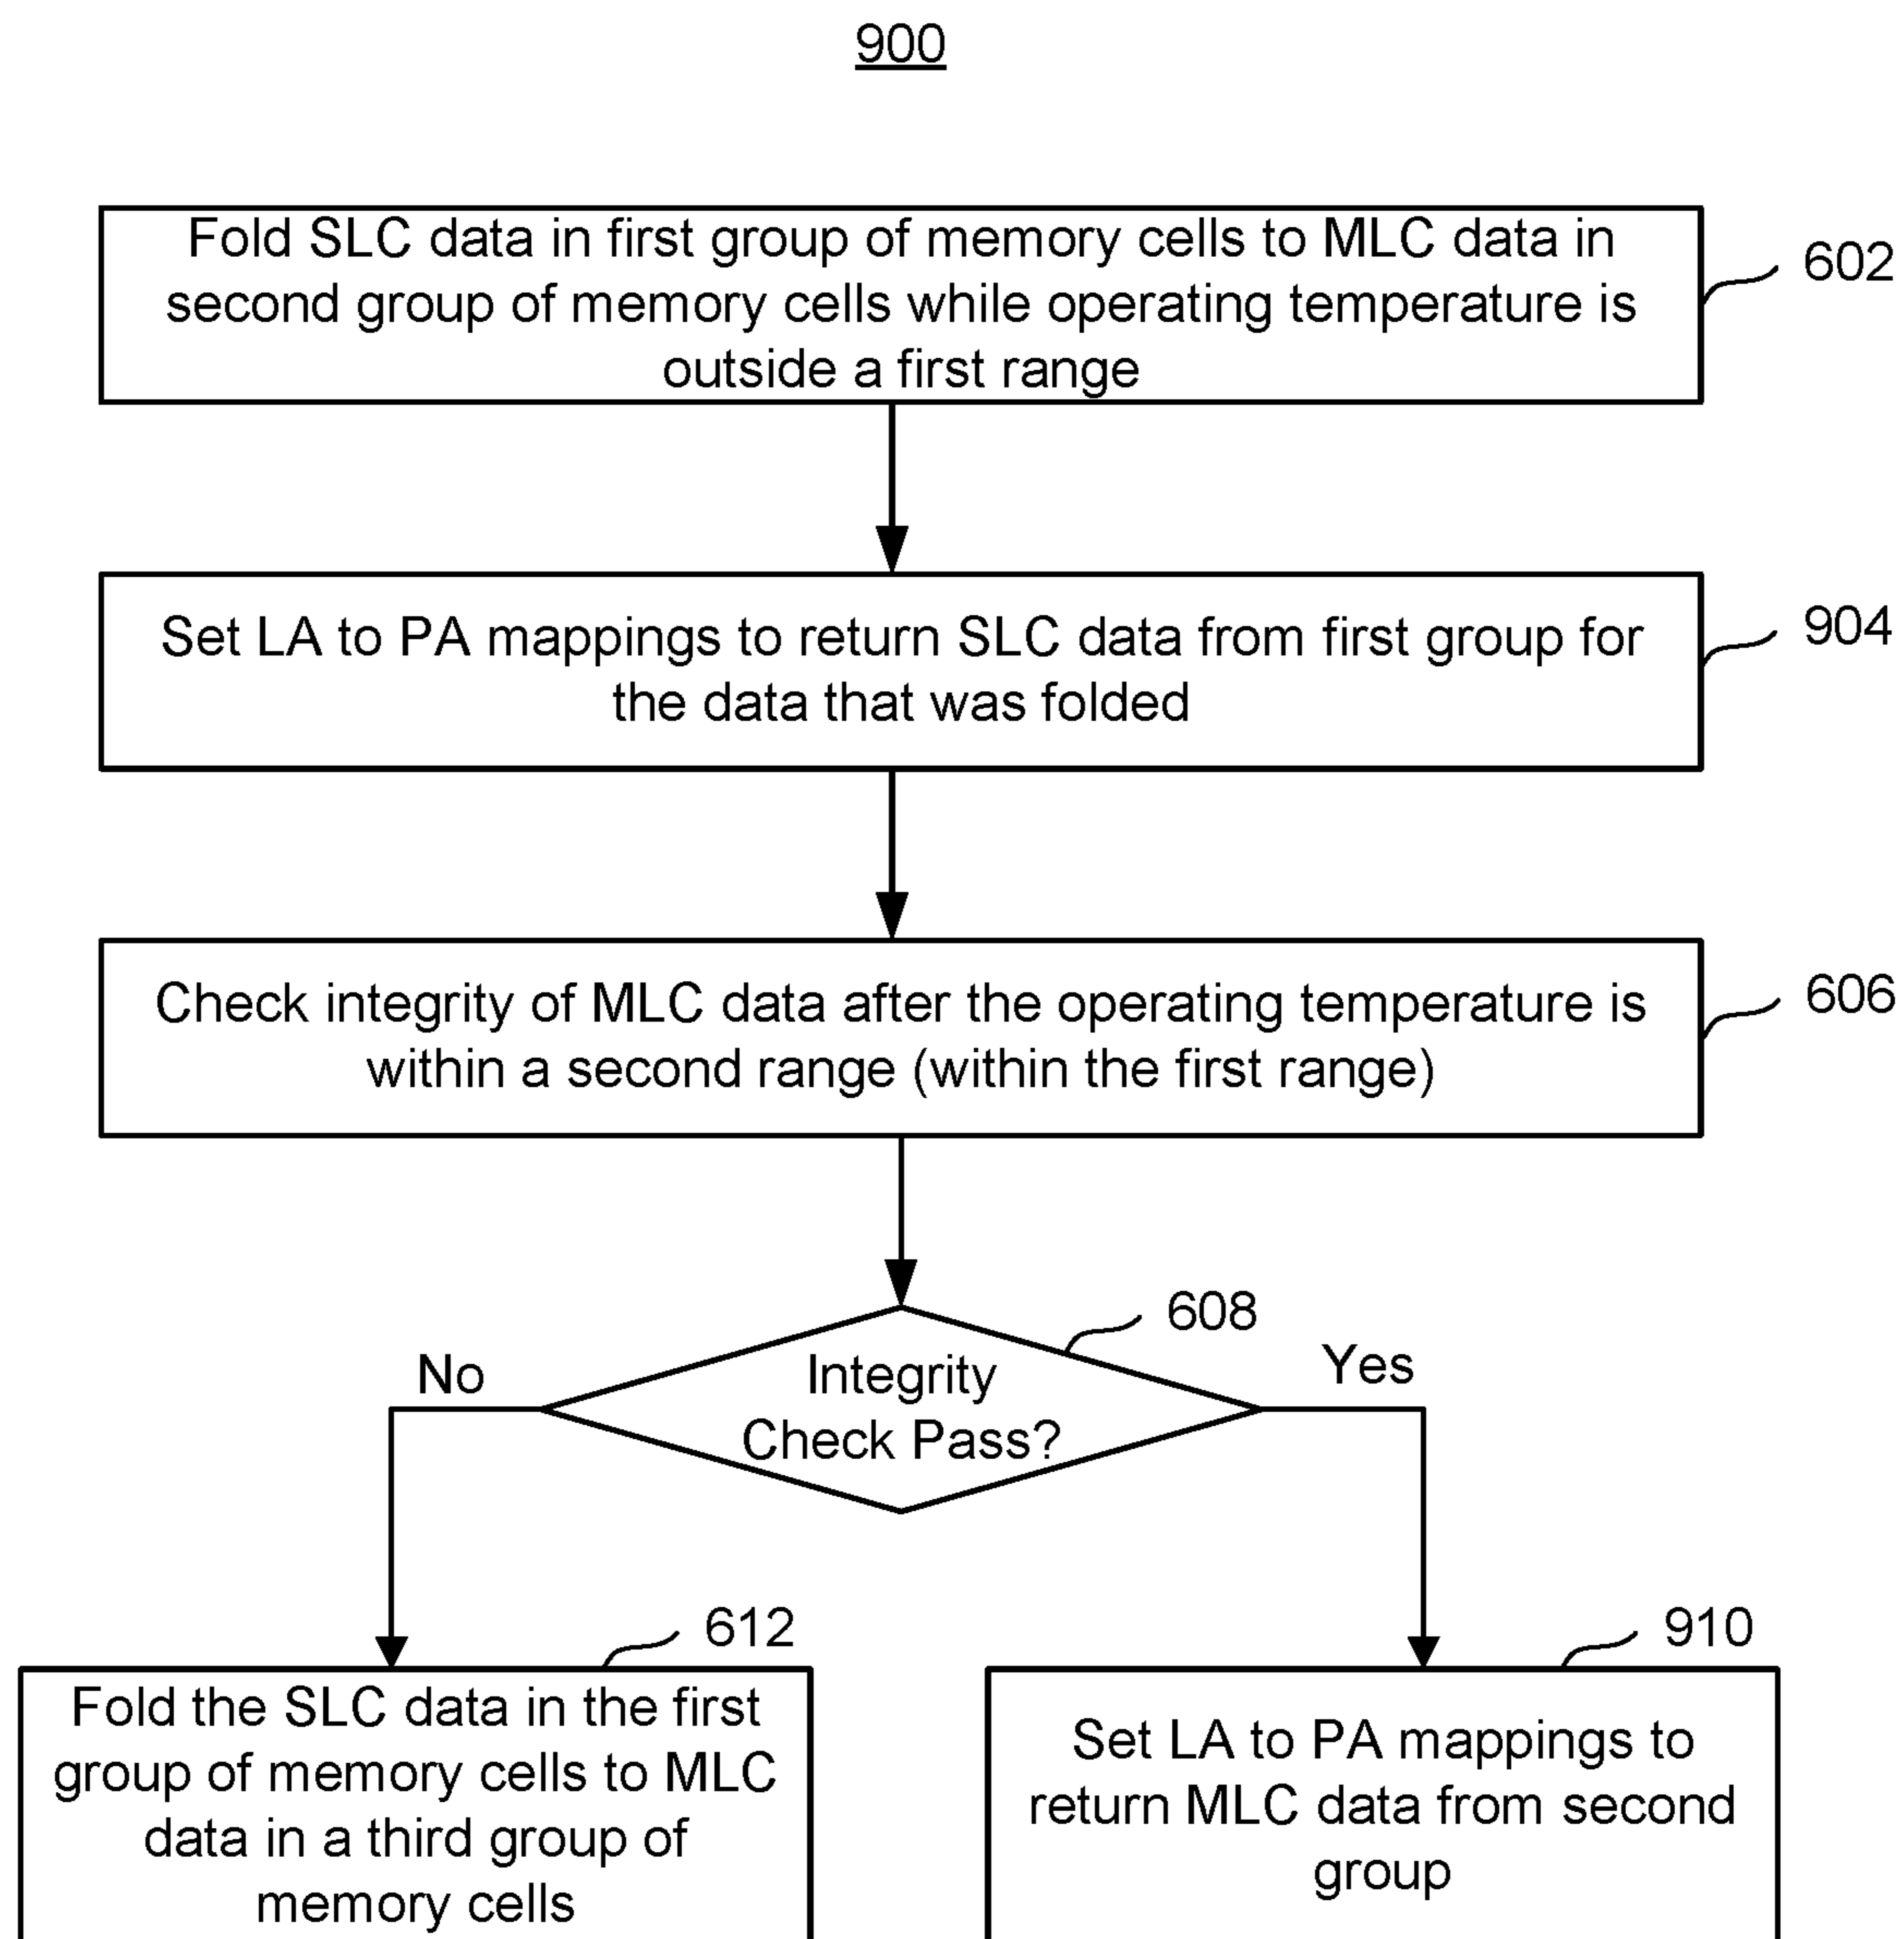 900
Fold SLC data in first group of memory cells to MLC data in
second group of memory cells while operating temperature is
outside a first range
602
Set LA to PA mappings to return SLC data from first group for
the data that was folded
904
Check integrity of MLC data after the operating temperature is
within a second range (within the first range)
606
608
Integrity
Check Pass?
No
Yes
612
Fold the SLC data in the first
group of memory cells to MLC
data in a third group of
memory cells
910
Set LA to PA mappings to
return MLC data from second
group